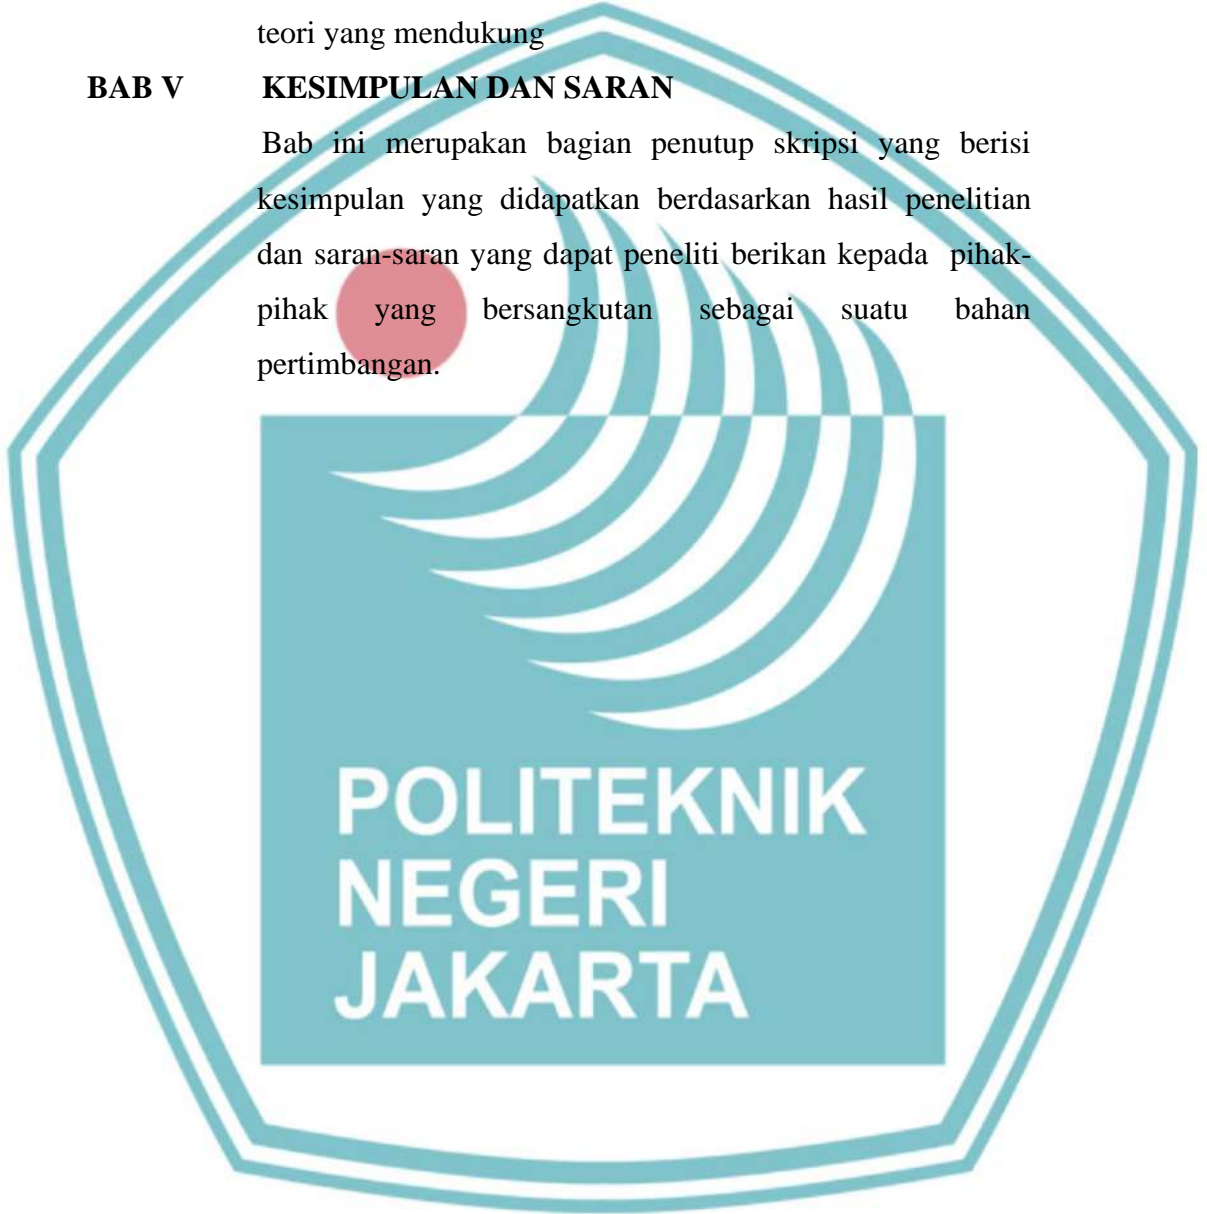 teori yang mendukung
BAB V KESIMPULAN DAN SARAN
Bab ini merupakan bagian penutup skripsi yang berisi
kesimpulan yang didapatkan berdasarkan hasil penelitian
dan saran-saran yang dapat peneliti berikan kepada pihak-
pihak yang bersangkutan sebagai suatu bahan
pertimbangan.
POLITEKNIK
NEGERI
JAKARTA